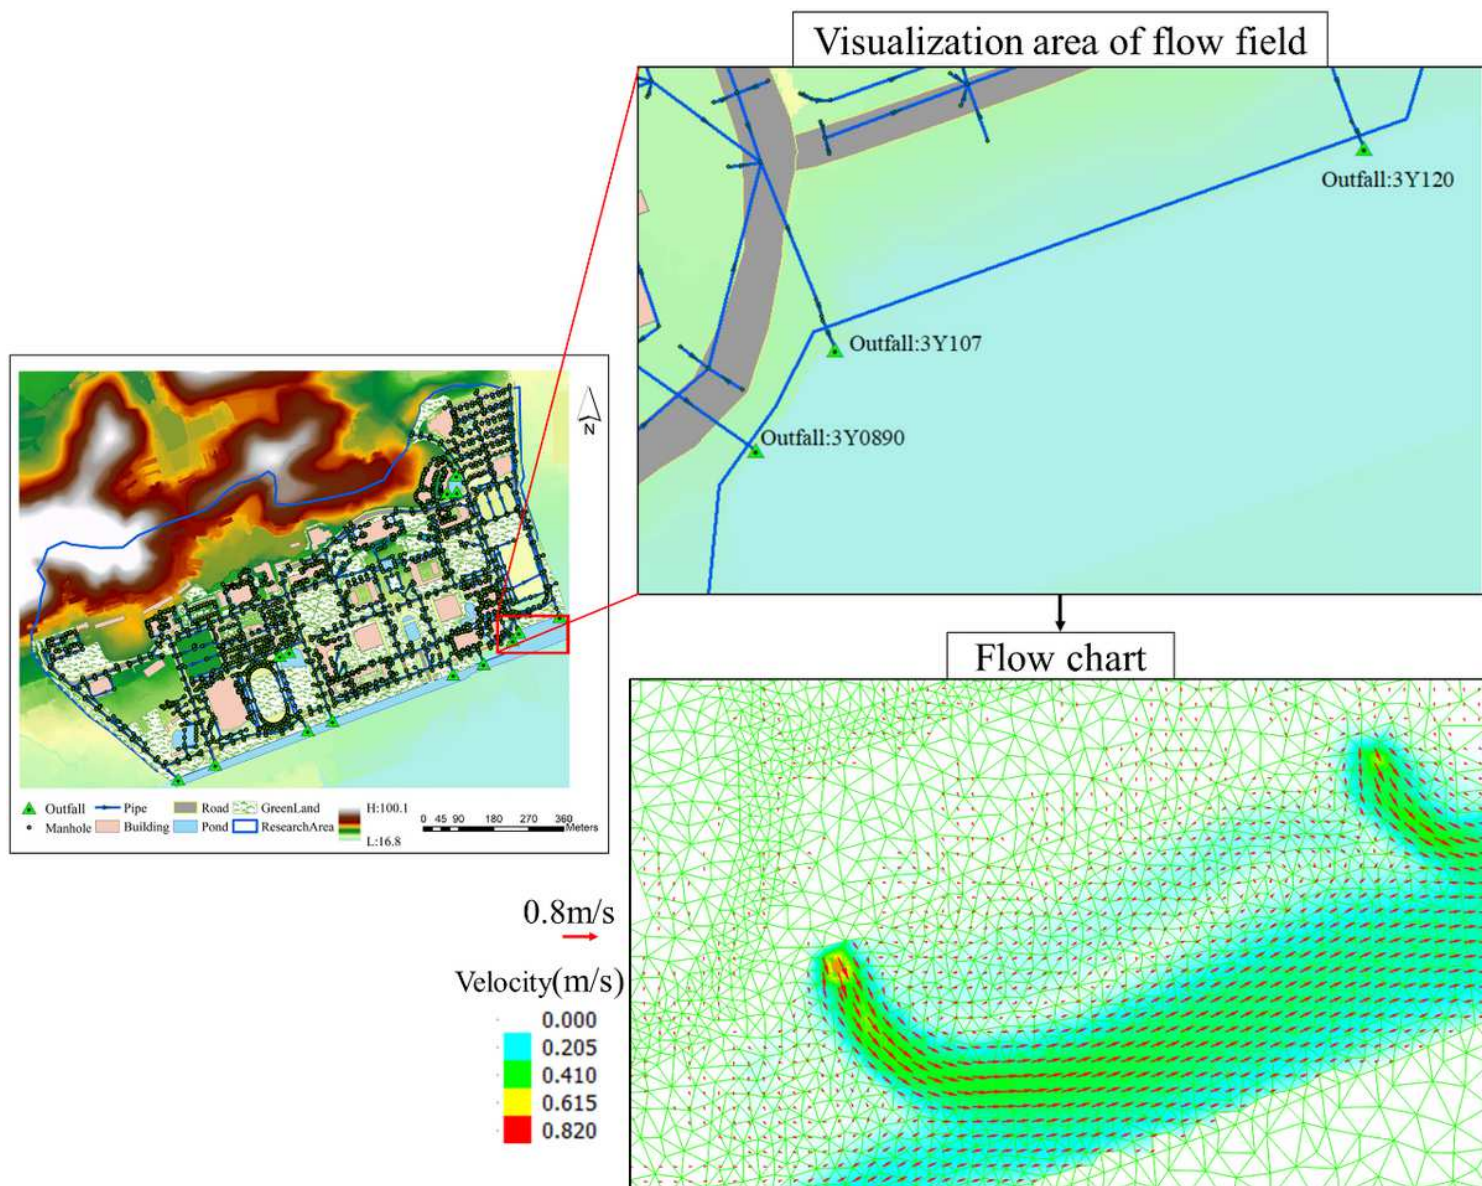 Visualization area of flow field
Outfall:3Y120
Outfall:3Y107
Outfall:3Y0890
N
Outfall Pipe Road GreenLand H:100.1
Manhole Building Pond ResearchArea L:16.8
0 45 90 180 270 360
Meters
Flow chart
0.8m/s
Velocity(m/s)
0.000
0.205
0.410
0.615
0.820